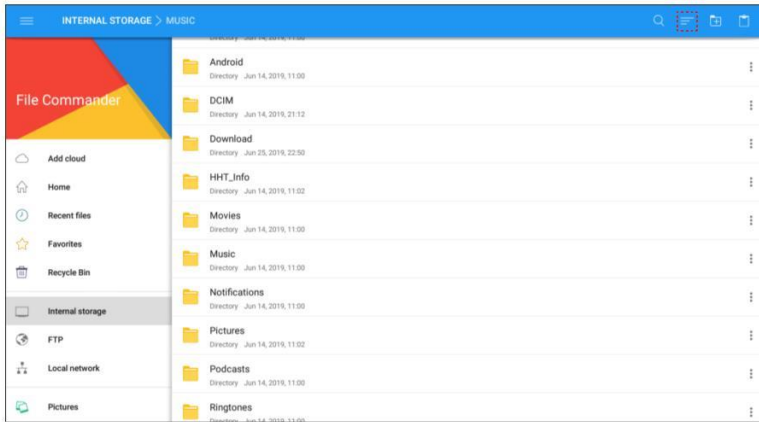 INTERNAL STORAGE > MUSIC
File Commander
Add cloud
Home
Recent files
Favorites
Recycle Bin
Internal storage
FTP
Local network
Pictures
Android
Directory Jun 14, 2019, 11:00
DCIM
Directory Jun 14, 2019, 21:12
Download
Directory Jun 25, 2019, 22:50
HHT_Info
Directory Jun 14, 2019, 11:02
Movies
Directory Jun 14, 2019, 11:00
Music
Directory Jun 14, 2019, 11:00
Notifications
Directory Jun 14, 2019, 11:00
Pictures
Directory Jun 14, 2019, 11:02
Podcasts
Directory Jun 14, 2019, 11:00
Ringtones